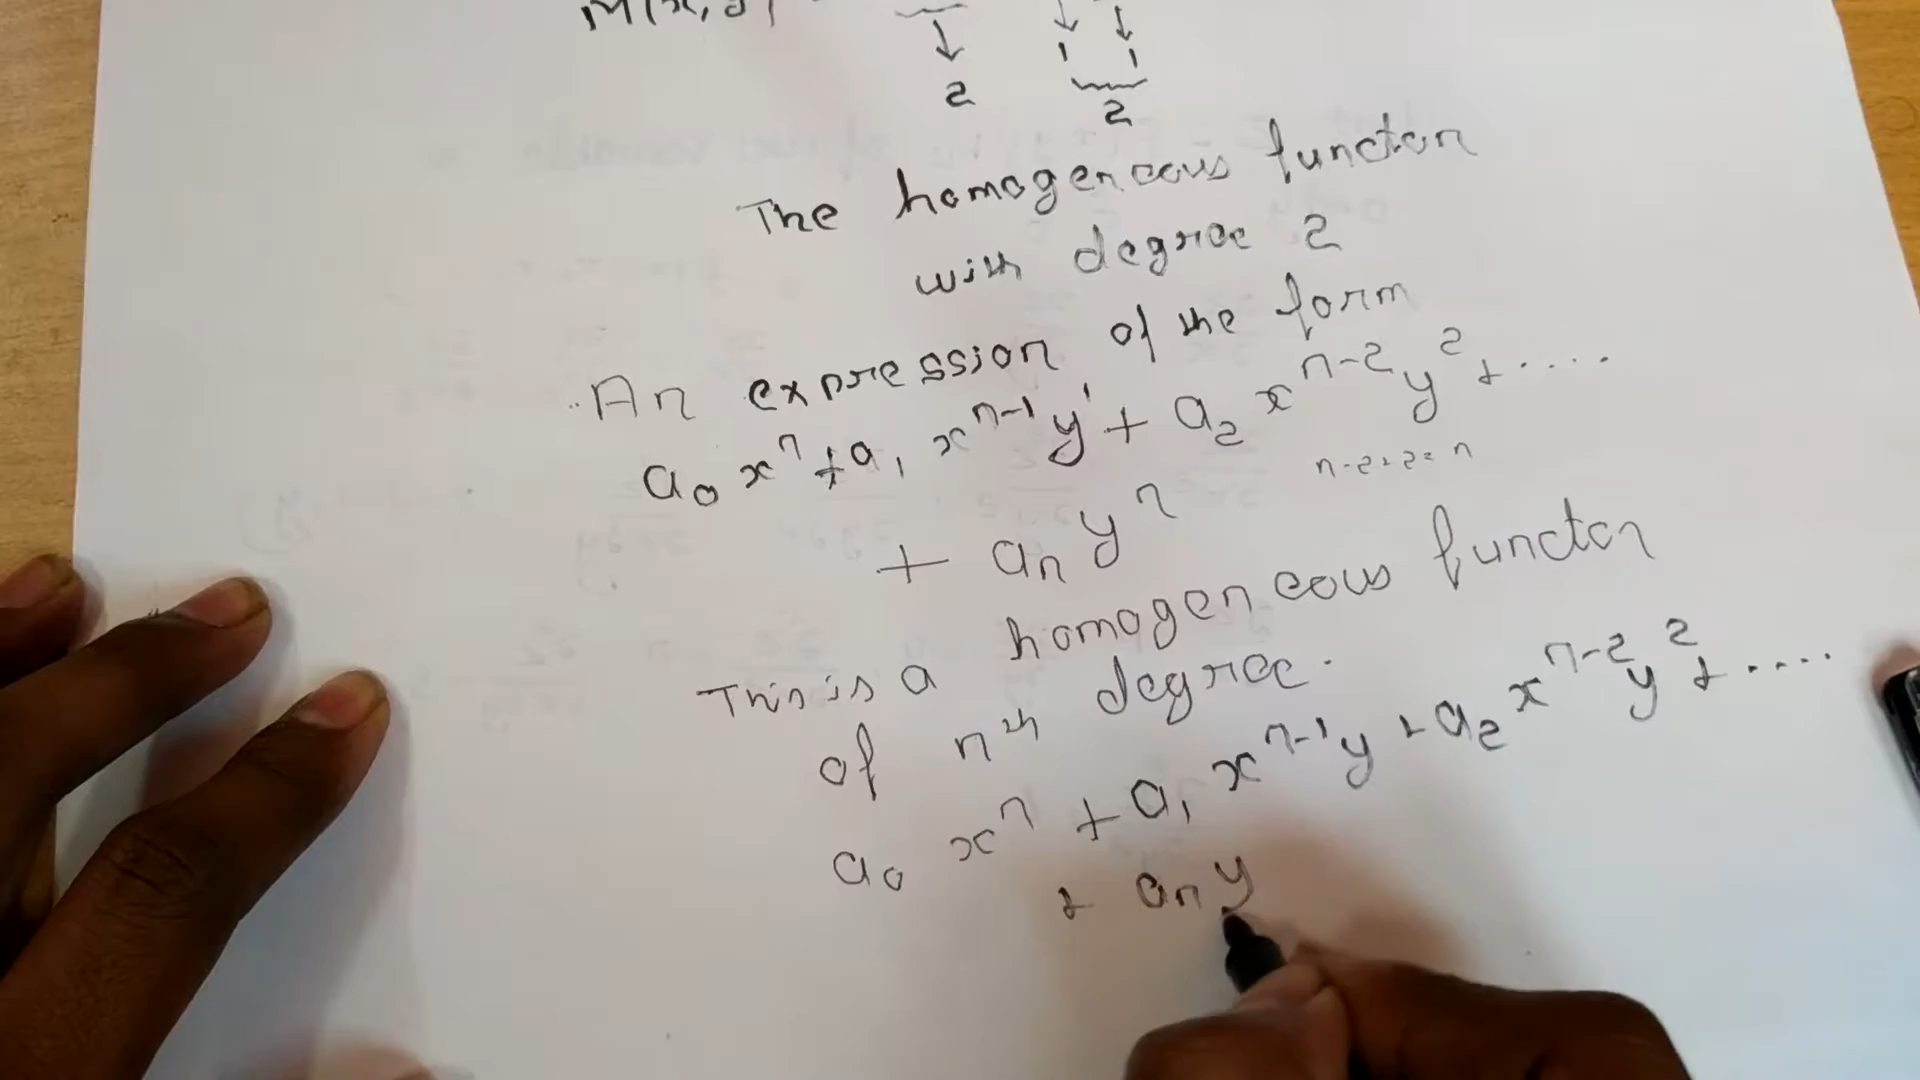 M(x,y)
↓ ↓ ↓
1 1
2 2
The homogeneous function
with degree 2
An expression of the form
a₀ xⁿ + a₁ xⁿ⁻¹ y¹ + a₂ xⁿ⁻² y² + ....
n-2+2=n
+ aₙ yⁿ
This is a homogeneous function
of nth degree.
a₀ xⁿ + a₁ xⁿ⁻¹ y + a₂ xⁿ⁻² y² + ....
+ aₙ y